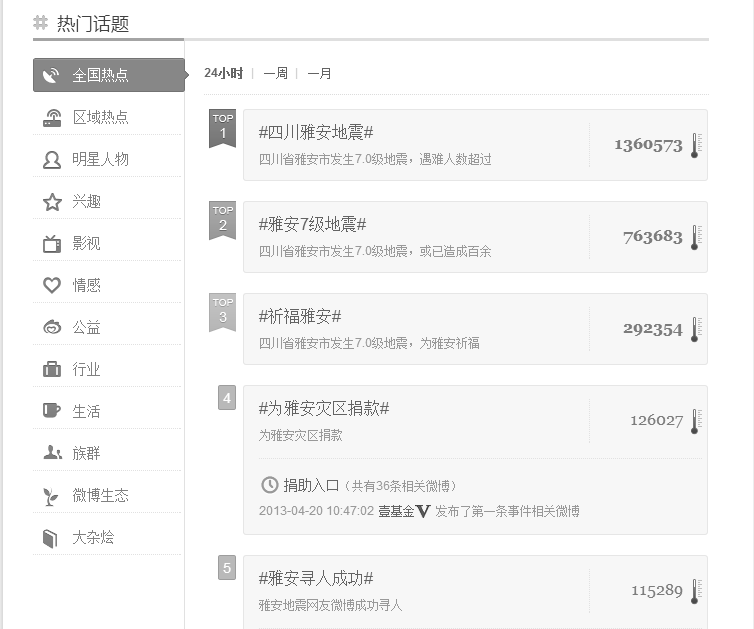 热门话题
全国热点
区域热点
明星人物
兴趣
影视
情感
公益
行业
生活
族群
微博生态
大杂烩
24小时 | 一周 | 一月
TOP
1
#四川雅安地震#
四川省雅安市发生7.0级地震，遇难人数超过
1360573
TOP
2
#雅安7级地震#
四川省雅安市发生7.0级地震，或已造成百余
763683
TOP
3
#祈福雅安#
四川省雅安市发生7.0级地震，为雅安祈福
292354
4
#为雅安灾区捐款#
为雅安灾区捐款
126027
捐助入口（共有36条相关微博）
2013-04-20 10:47:02 壹基金V 发布了第一条事件相关微博
5
#雅安寻人成功#
雅安地震网友微博成功寻人
115289